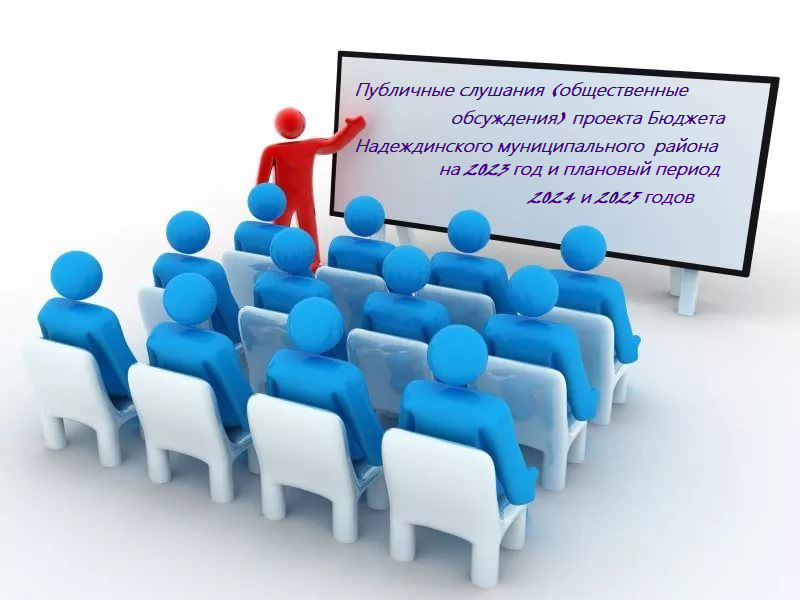 Публичные слушания (общественные
обсуждения) проекта Бюджета
Надеждинского муниципального района
на 2023 год и плановый период
2024 и 2025 годов